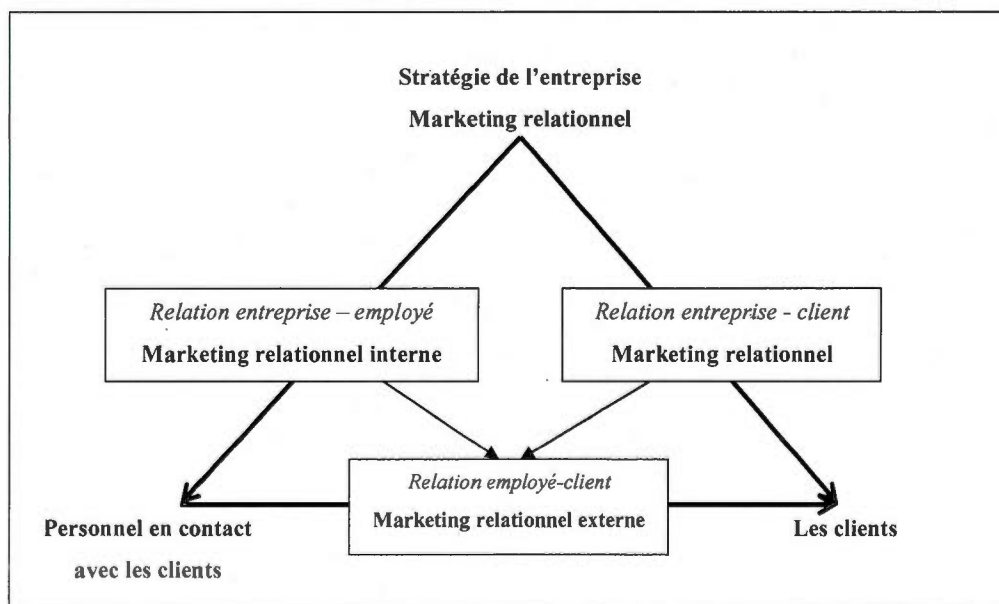 Stratégie de l'entreprise
Marketing relationnel
Relation entreprise – employé
Marketing relationnel interne
Relation entreprise - client
Marketing relationnel
Relation employé-client
Marketing relationnel externe
Personnel en contact
avec les clients
Les clients